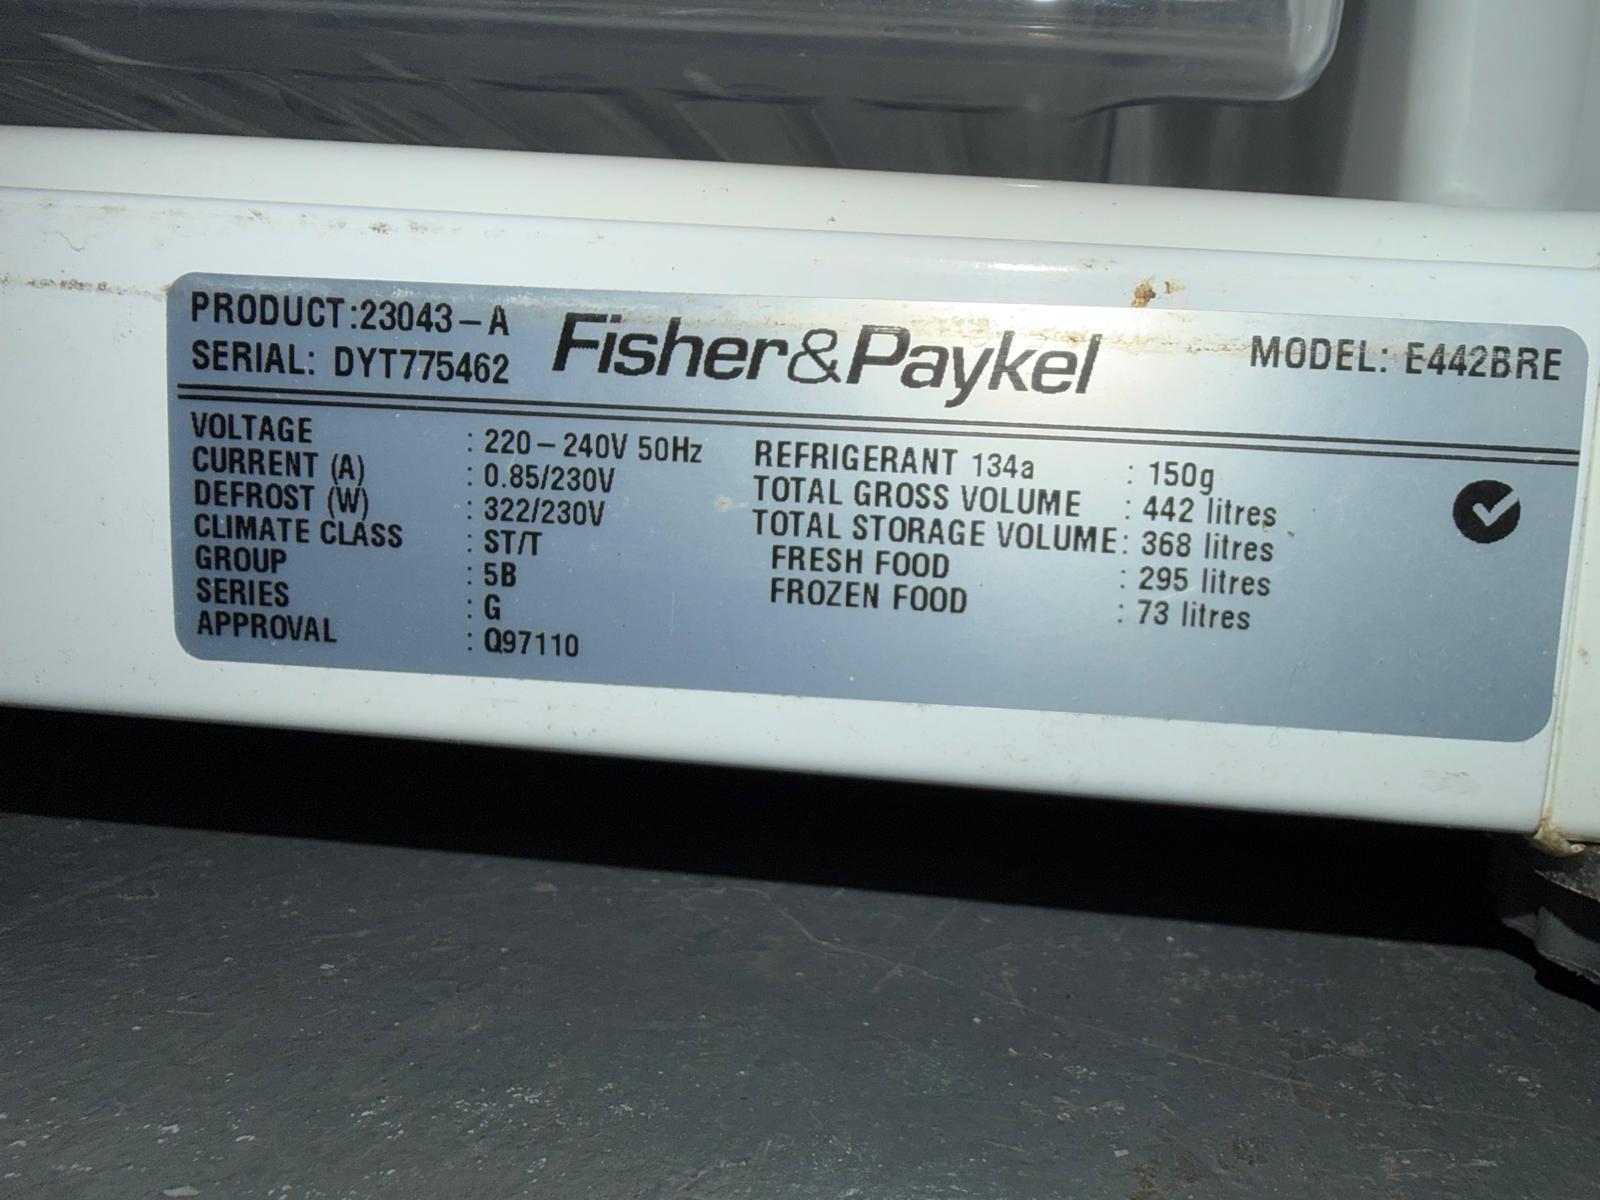 PRODUCT:23043-A
SERIAL: DYT775462
Fisher&Paykel
MODEL: E442BRE
VOLTAGE : 220-240V 50Hz
CURRENT (A) : 0.85/230V
DEFROST (W) : 322/230V
CLIMATE CLASS : ST/T
GROUP : 5B
SERIES : G
APPROVAL : Q97110
REFRIGERANT 134a : 150g
TOTAL GROSS VOLUME : 442 litres
TOTAL STORAGE VOLUME: 368 litres
FRESH FOOD : 295 litres
FROZEN FOOD : 73 litres